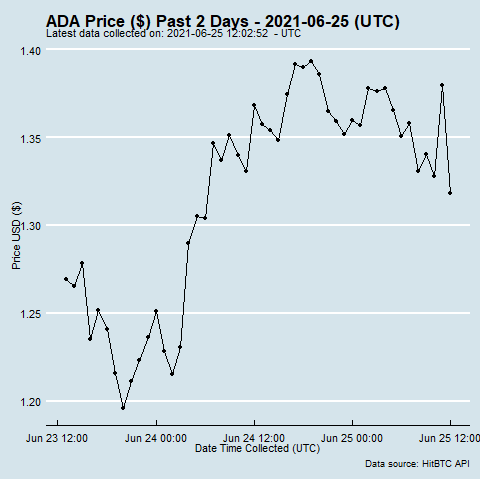 ADA Price ($) Past 2 Days - 2021-06-25 (UTC)
Latest data collected on: 2021-06-25 12:02:52  - UTC
1.40
1.35
1.30
1.25
1.20
Price USD ($)
Jun 23 12:00 Jun 24 00:00 Jun 24 12:00 Jun 25 00:00 Jun 25 12:00
Date Time Collected (UTC)
Data source: HitBTC API